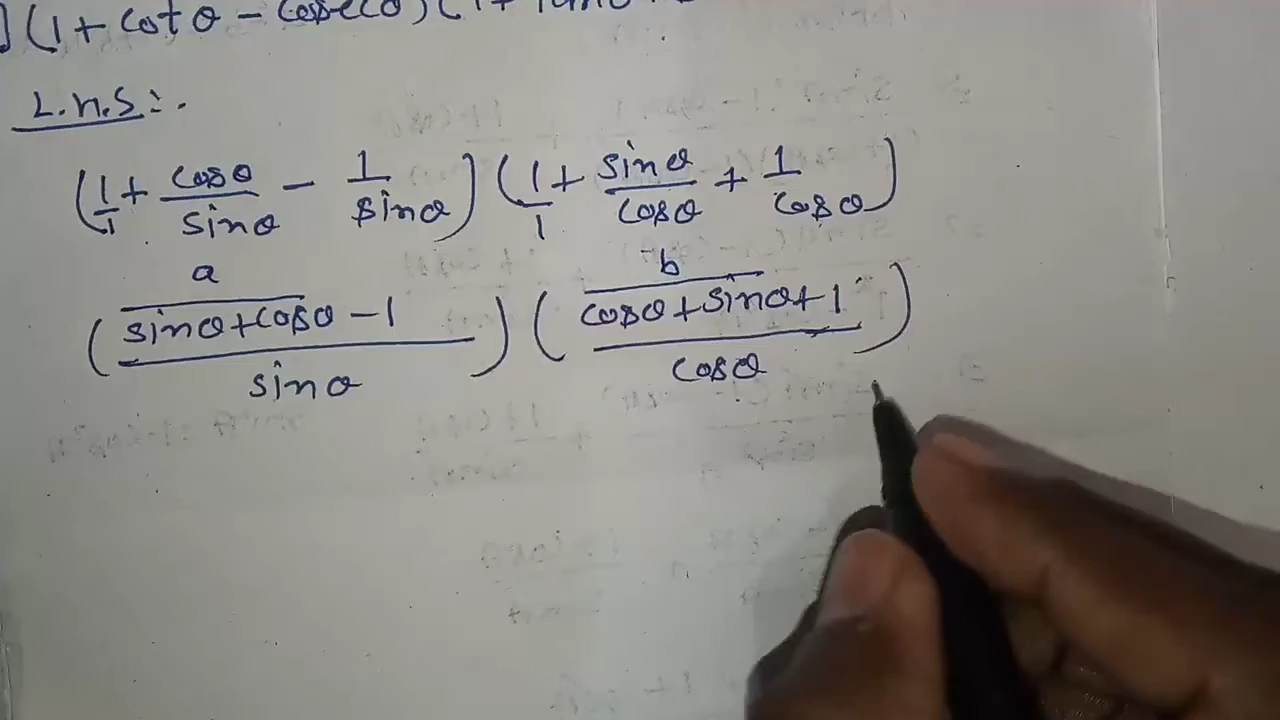 (1 + cot θ - cosec θ) (1 + tan θ
L.H.S :-
(1/1 + cos θ/sin θ - 1/sin θ) (1/1 + sin θ/cos θ + 1/cos θ)
a b
((sin θ + cos θ - 1)/sin θ) ((cos θ + sin θ + 1)/cos θ)